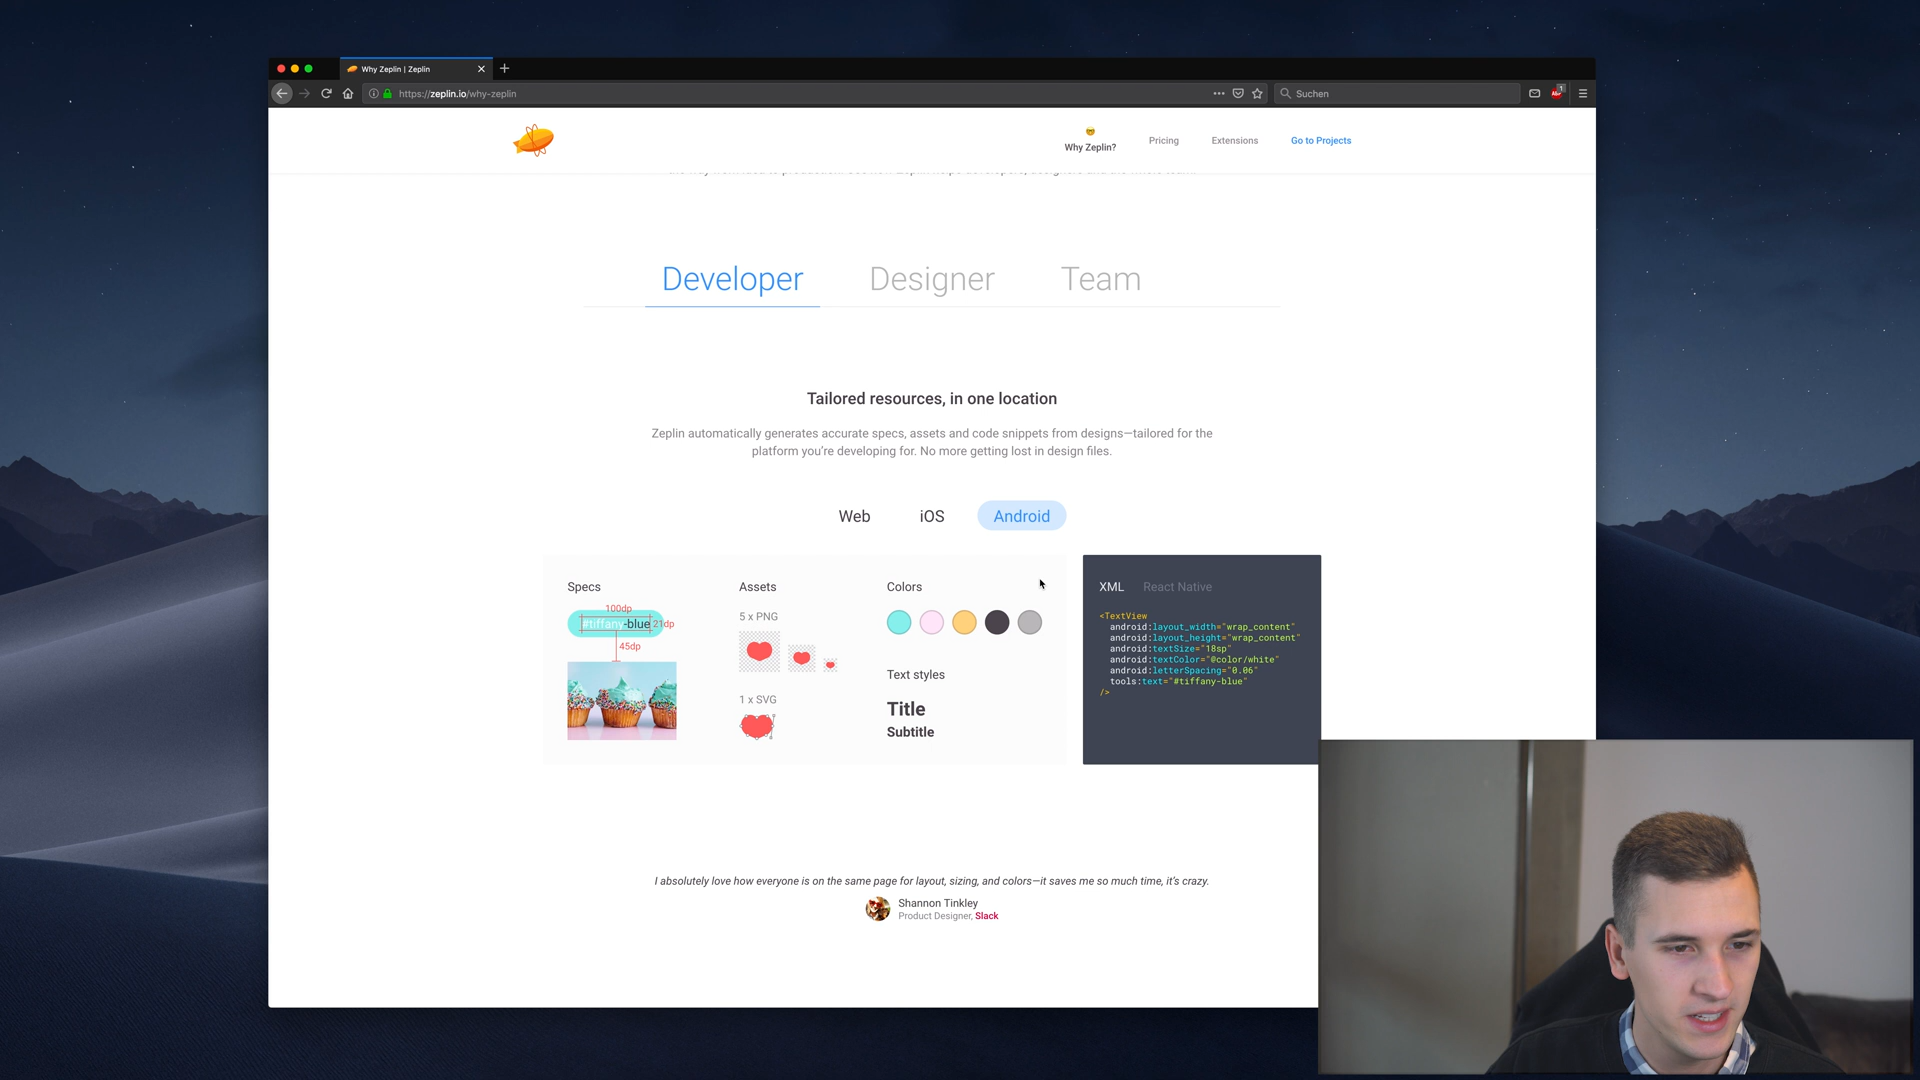 Why Zeplin | Zeplin
https://zeplin.io/why-zeplin
Suchen
1
Why Zeplin?
Pricing
Extensions
Go to Projects
Developer
Designer
Team
Tailored resources, in one location
Zeplin automatically generates accurate specs, assets and code snippets from designs—tailored for the
platform you're developing for. No more getting lost in design files.
Web
iOS
Android
Specs
100dp
#tiffany-blue
21dp
45dp
Assets
5 x PNG
1 x SVG
Colors
Text styles
Title
Subtitle
XML
React Native
<TextView
android:layout_width="wrap_content"
android:layout_height="wrap_content"
android:textSize="18sp"
android:textColor="@color/white"
android:letterSpacing="0.06"
tools:text="#tiffany-blue"
/>
I absolutely love how everyone is on the same page for layout, sizing, and colors—it saves me so much time, it's crazy.
Shannon Tinkley
Product Designer, Slack